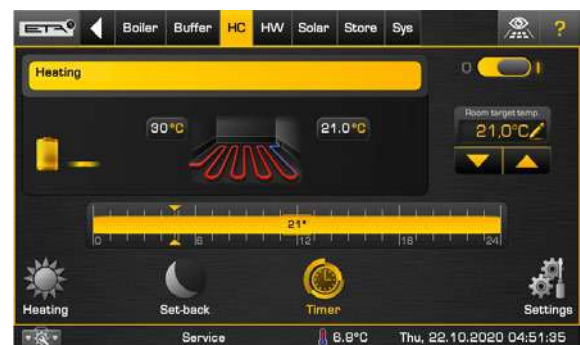 ETA
Boiler Buffer HC HW Solar Store Sys ?
Heating
0 I
30°C
21.0°C
Room target temp.
21,0°C
21°
0 6 12 18 24
Heating Set-back Timer Settings
Service 6.9°C Thu, 22.10.2020 04:51:35